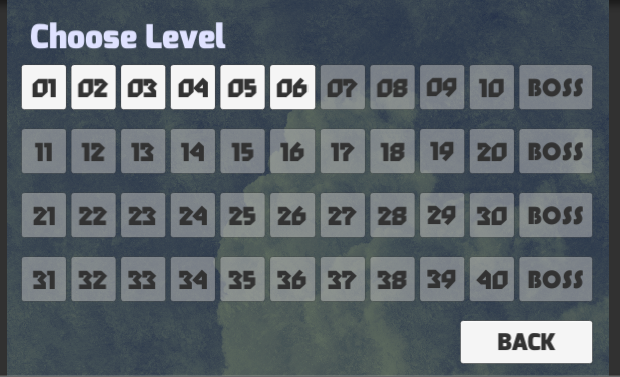 Choose Level
01 02 03 04 05 06 07 08 09 10 BOSS
11 12 13 14 15 16 17 18 19 20 BOSS
21 22 23 24 25 26 27 28 29 30 BOSS
31 32 33 34 35 36 37 38 39 40 BOSS
BACK